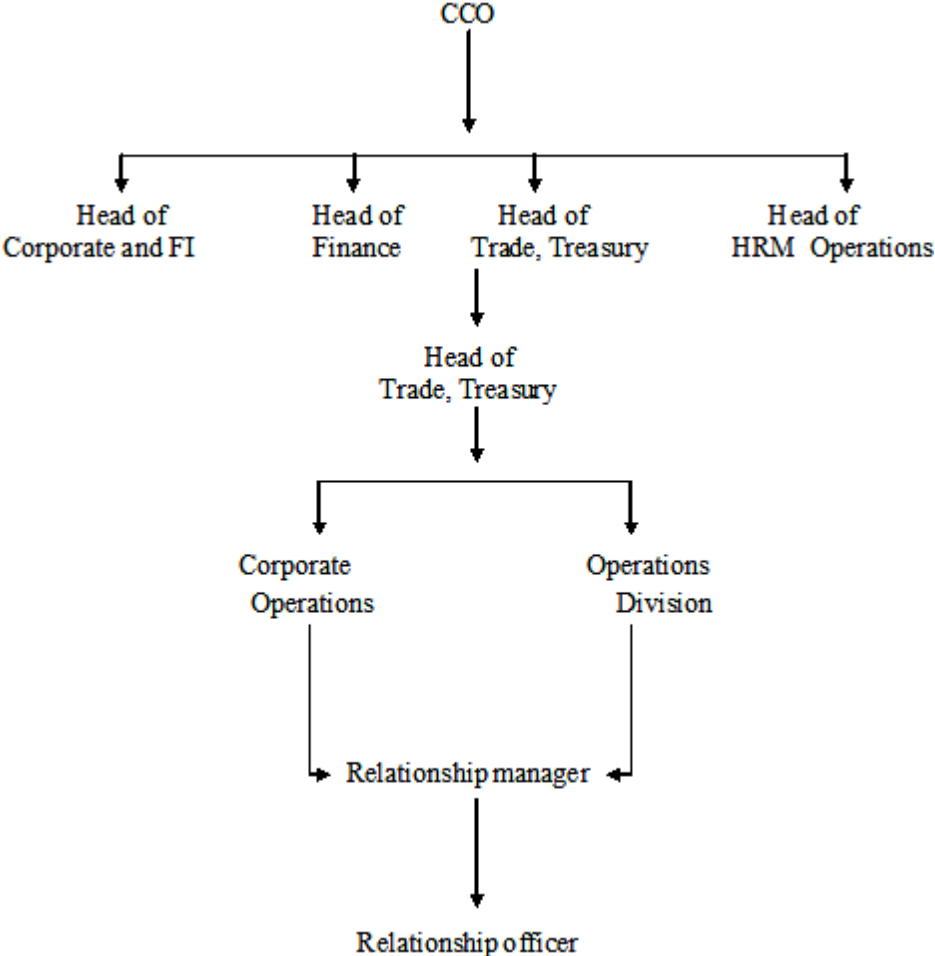 CCO
Head of
Corporate and FI
Head of
Finance
Head of
Trade, Treasury
Head of
HRM Operations
Head of
Trade, Treasury
Corporate
Operations
Operations
Division
Relationship manager
Relationship officer